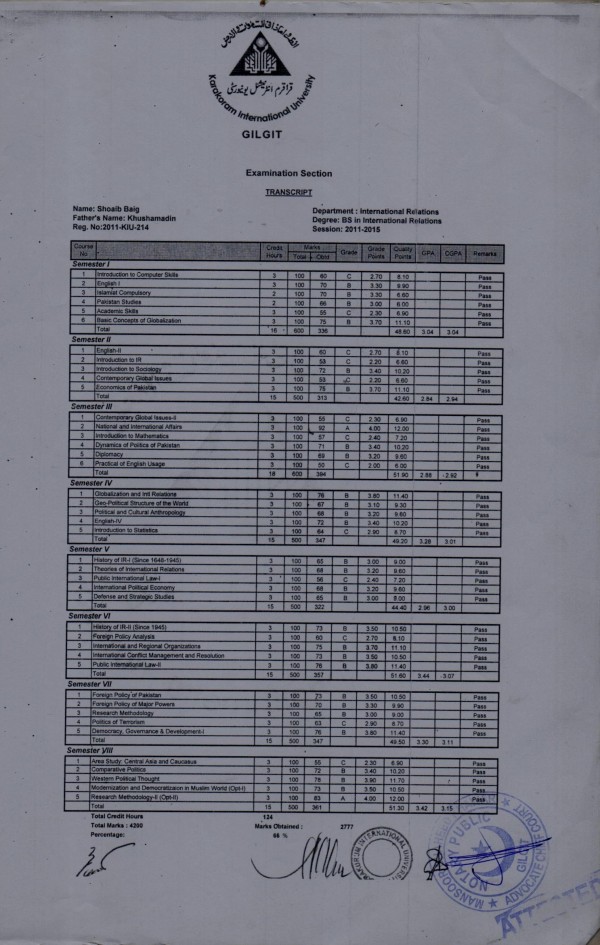 قراقرم انٹرنیشنل یونیورسٹی
Karakoram International University
GILGIT
Examination Section
TRANSCRIPT
Name: Shoaib Baig Department : International Relations
Father's Name: Khushamadin Degree: BS in International Relations
Reg. No:2011-KIU-214 Session: 2011-2015
Course No Credit Hours Marks Total Obtd Grade Grade Points Quality Points GPA CGPA Remarks
Semester I
1 Introduction to Computer Skills 3 100 60 C 2.70 8.10 Pass
2 English I 3 100 70 B 3.30 9.90 Pass
3 Islamiat Compulsory 2 100 70 B 3.30 6.60 Pass
4 Pakistan Studies 2 100 66 B 3.00 6.00 Pass
5 Academic Skills 3 100 55 C 2.30 6.90 Pass
6 Basic Concepts of Globalization 3 100 75 B 3.70 11.10 Pass
Total 16 600 336 48.60 3.04 3.04
Semester II
1 English-II 3 100 60 C 2.70 8.10 Pass
2 Introduction to IR 3 100 53 C 2.20 6.60 Pass
3 Introduction to Sociology 3 100 72 B 3.40 10.20 Pass
4 Contemporary Global Issues 3 100 53 C 2.20 6.60 Pass
5 Economics of Pakistan 3 100 75 B 3.70 11.10 Pass
Total 15 500 313 42.60 2.84 2.94
Semester III
1 Contemporary Global Issues-II 3 100 55 C 2.30 6.90 Pass
2 National and International Affairs 3 100 92 A 4.00 12.00 Pass
3 Introduction to Mathematics 3 100 57 C 2.40 7.20 Pass
4 Dynamics of Politics of Pakistan 3 100 71 B 3.40 10.20 Pass
5 Diplomacy 3 100 69 B 3.20 9.60 Pass
6 Practical of English Usage 3 100 50 C 2.00 6.00 Pass
Total 18 600 394 51.90 2.88 2.92
Semester IV
1 Globalization and Intl Relations 3 100 76 B 3.80 11.40 Pass
2 Geo-Political Structure of the World 3 100 67 B 3.10 9.30 Pass
3 Political and Cultural Anthropology 3 100 68 B 3.20 9.60 Pass
4 English-IV 3 100 72 B 3.40 10.20 Pass
5 Introduction to Statistics 3 100 64 C 2.90 8.70 Pass
Total 15 500 347 49.20 3.28 3.01
Semester V
1 History of IR-I (Since 1648-1945) 3 100 65 B 3.00 9.00 Pass
2 Theories of International Relations 3 100 68 B 3.20 9.60 Pass
3 Public International Law-I 3 100 56 C 2.40 7.20 Pass
4 International Political Economy 3 100 68 B 3.20 9.60 Pass
5 Defense and Strategic Studies 3 100 65 B 3.00 9.00 Pass
Total 15 500 322 44.40 2.96 3.00
Semester VI
1 History of IR-II (Since 1945) 3 100 73 B 3.50 10.50 Pass
2 Foreign Policy Analysis 3 100 60 C 2.70 8.10 Pass
3 International and Regional Organizations 3 100 75 B 3.70 11.10 Pass
4 International Conflict Management and Resolution 3 100 73 B 3.50 10.50 Pass
5 Public International Law-II 3 100 76 B 3.80 11.40 Pass
Total 15 500 357 51.60 3.44 3.07
Semester VII
1 Foreign Policy of Pakistan 3 100 73 B 3.50 10.50 Pass
2 Foreign Policy of Major Powers 3 100 70 B 3.30 9.90 Pass
3 Research Methodology 3 100 65 B 3.00 9.00 Pass
4 Politics of Terrorism 3 100 63 C 2.90 8.70 Pass
5 Democracy, Governance & Development-I 3 100 76 B 3.80 11.40 Pass
Total 15 500 347 49.50 3.30 3.11
Semester VIII
1 Area Study: Central Asia and Caucasus 3 100 55 C 2.30 6.90 Pass
2 Comparative Politics 3 100 72 B 3.40 10.20 Pass
3 Western Political Thought 3 100 78 B 3.90 11.70 Pass
4 Modernization and Democratizaion in Muslim World (Opt-I) 3 100 73 B 3.50 10.50 Pass
5 Research Methodology-II (Opt-II) 3 100 83 A 4.00 12.00 Pass
Total 15 500 361 51.30 3.42 3.15
Total Credit Hours 124
Total Marks : 4200 Marks Obtained : 2777
Percentage: 66 %
KARAKORUM INTERNATIONAL UNIVERSITY
NOTARY PUBLIC
GILGIT
ADVOCATE CHIEF COURT
ATTESTED